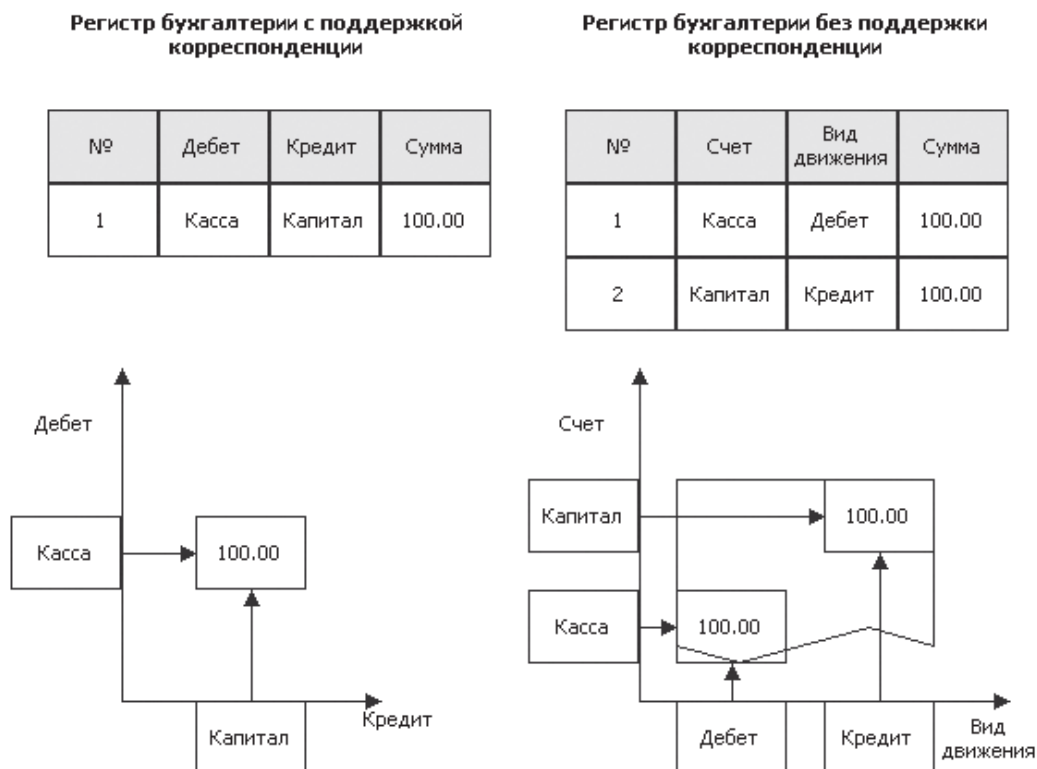 Регистр бухгалтерии с поддержкой
корреспонденции
№ Дебет Кредит Сумма
1 Касса Капитал 100.00
Дебет
Касса
100.00
Капитал
Кредит
Регистр бухгалтерии без поддержки
корреспонденции
№ Счет Вид
движения Сумма
1 Касса Дебет 100.00
2 Капитал Кредит 100.00
Счет
Капитал
100.00
Касса
100.00
Дебет
Кредит
Вид
движения